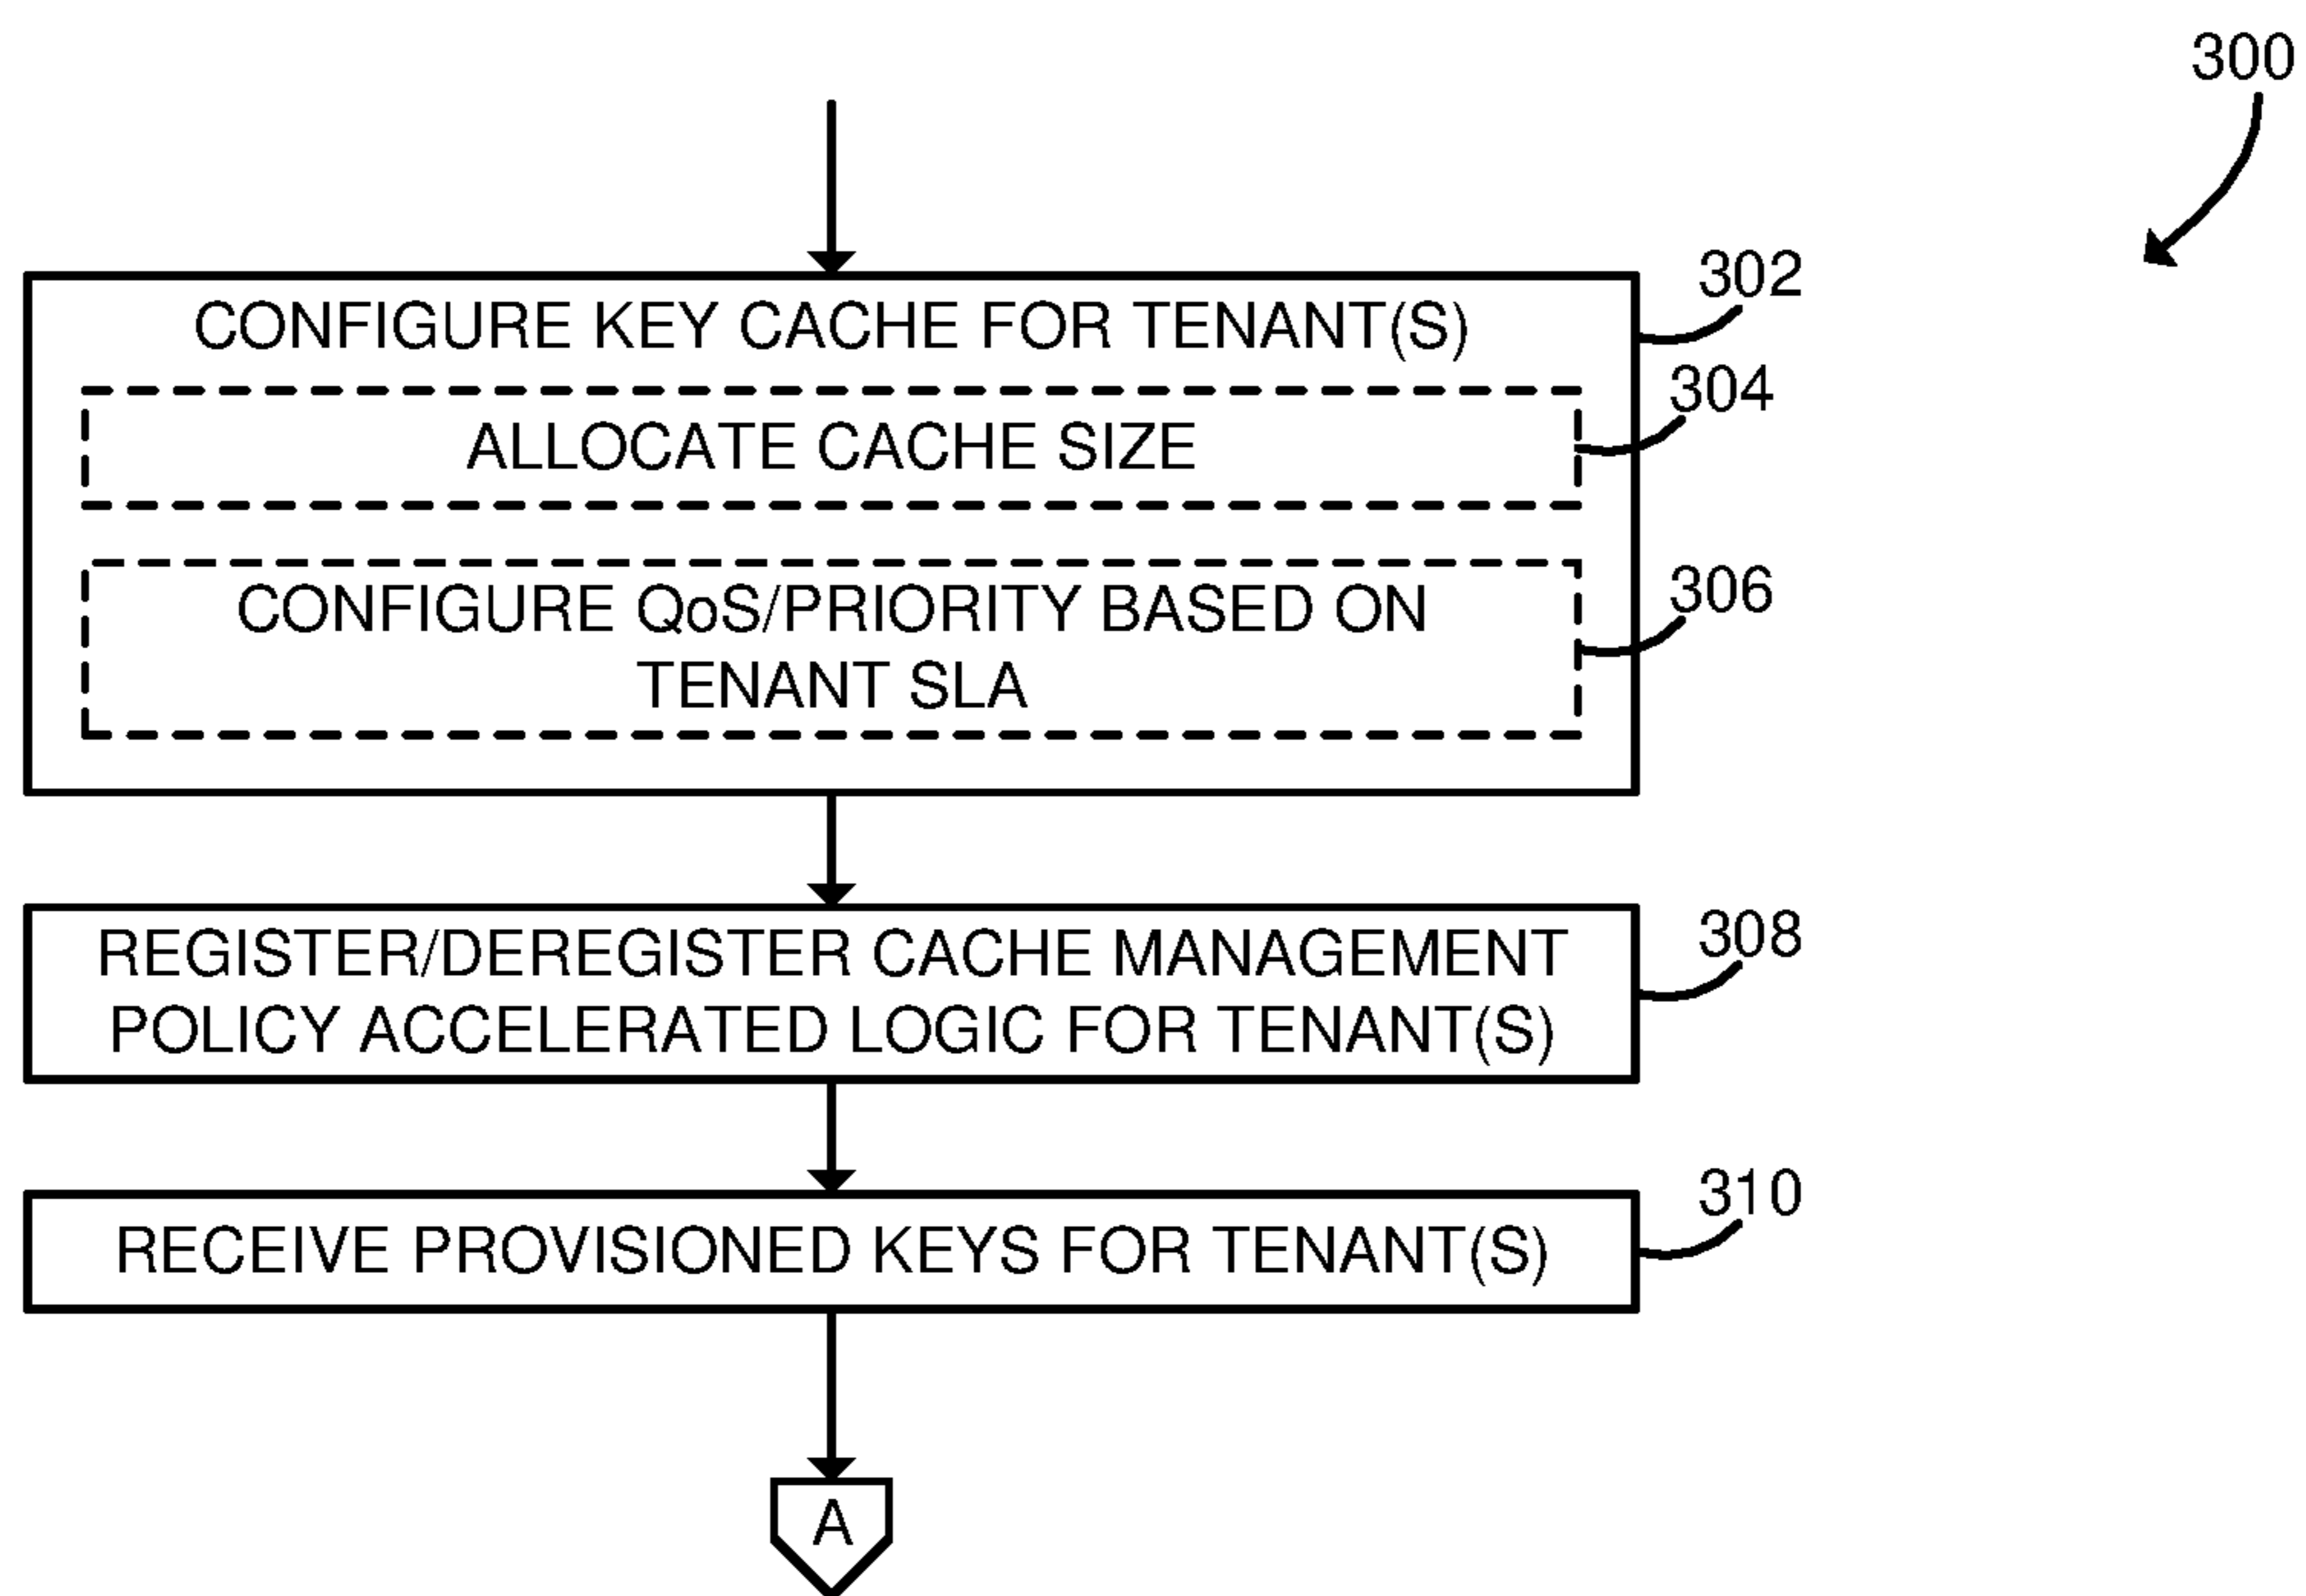 300
CONFIGURE KEY CACHE FOR TENANT(S)
302
ALLOCATE CACHE SIZE
304
CONFIGURE QoS/PRIORITY BASED ON
TENANT SLA
306
REGISTER/DEREGISTER CACHE MANAGEMENT
POLICY ACCELERATED LOGIC FOR TENANT(S)
308
RECEIVE PROVISIONED KEYS FOR TENANT(S)
310
A